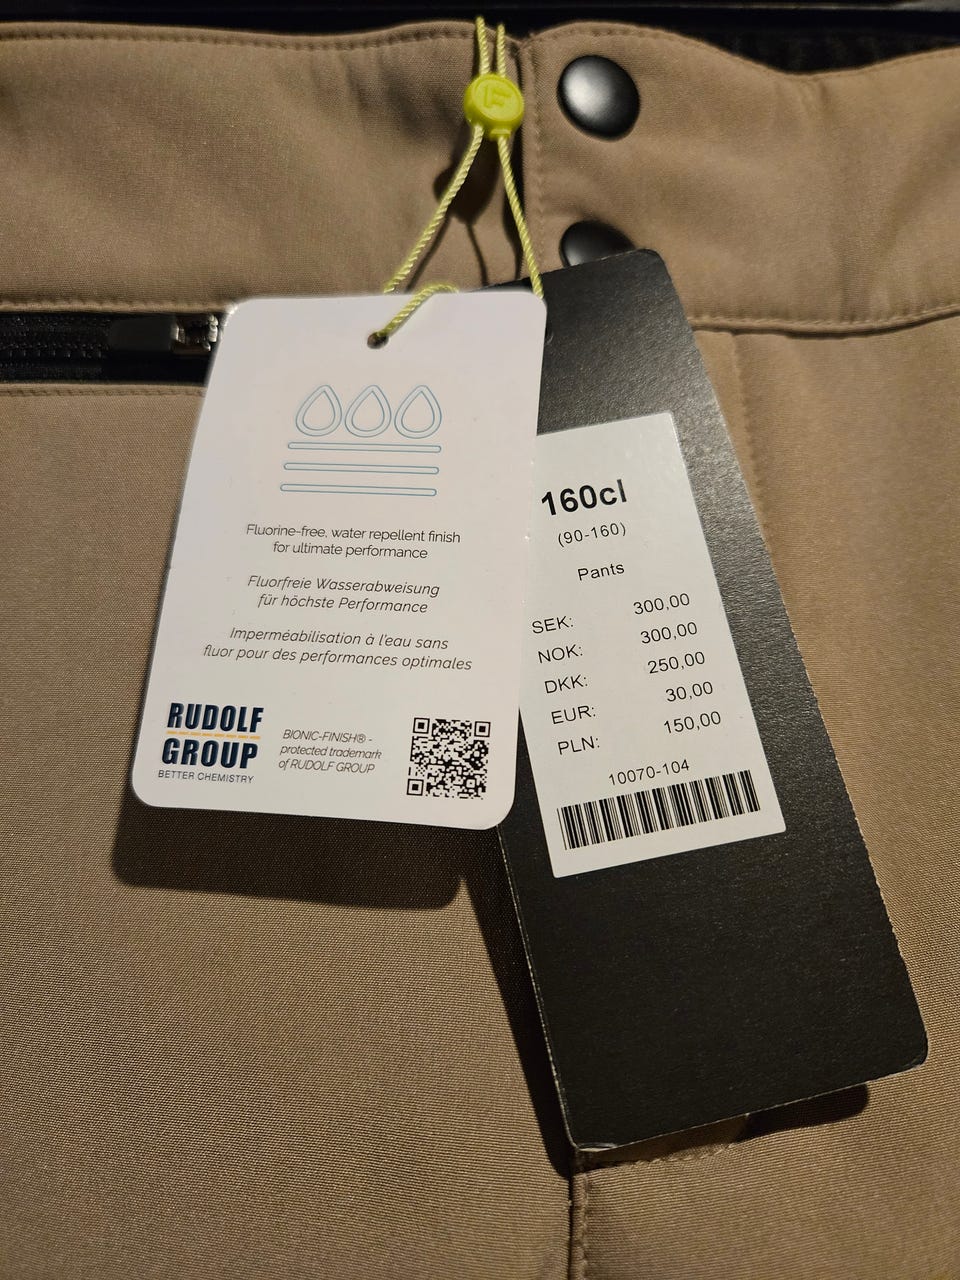 F
Fluorine-free, water repellent finish
for ultimate performance
Fluorfreie Wasserabweisung
für höchste Performance
Imperméabilisation à l'eau sans
fluor pour des performances optimales
RUDOLF
GROUP
BETTER CHEMISTRY
BIONIC-FINISH® -
protected trademark
of RUDOLF GROUP
160cl
(90-160)
Pants
SEK: 300,00
NOK: 300,00
DKK: 250,00
EUR: 30,00
PLN: 150,00
10070-104